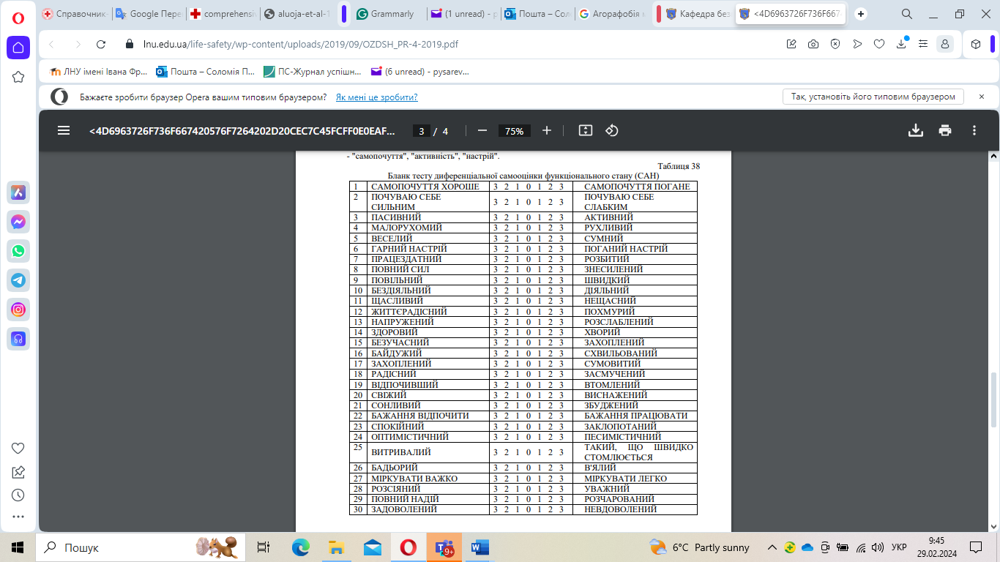 Справочник-
Google Пере
comprehensiv
aluoja-et-al-1
Grammarly
(1 unread) - p
Пошта – Сол
Агорафобія м
Кафедра без
<4D6963726F736F667
lnu.edu.ua/life-safety/wp-content/uploads/2019/09/OZDSH_PR-4-2019.pdf
ЛНУ імені Івана Фр...
Пошта – Соломія П...
ПС-Журнал успішн...
(6 unread) - pysarev...
Бажаєте зробити браузер Opera вашим типовим браузером? Як мені це зробити?
Так, установіть його типовим браузером
<4D6963726F736F667420576F7264202D20CEC7C45FCFF0E0EAF...
3 / 4
75%
- "самопочуття", "активність", "настрій".
Таблиця 38
Бланк тесту диференціальної самооцінки функціонального стану (САН)
1 САМОПОЧУТТЯ ХОРОШЕ 3 2 1 0 1 2 3 САМОПОЧУТТЯ ПОГАНЕ
2 ПОЧУВАЮ СЕБЕ СИЛЬНИМ 3 2 1 0 1 2 3 ПОЧУВАЮ СЕБЕ СЛАБКИМ
3 ПАСИВНИЙ 3 2 1 0 1 2 3 АКТИВНИЙ
4 МАЛОРУХОМИЙ 3 2 1 0 1 2 3 РУХЛИВИЙ
5 ВЕСЕЛИЙ 3 2 1 0 1 2 3 СУМНИЙ
6 ГАРНИЙ НАСТРІЙ 3 2 1 0 1 2 3 ПОГАНИЙ НАСТРІЙ
7 ПРАЦЕЗДАТНИЙ 3 2 1 0 1 2 3 РОЗБИТИЙ
8 ПОВНИЙ СИЛ 3 2 1 0 1 2 3 ЗНЕСИЛЕНИЙ
9 ПОВІЛЬНИЙ 3 2 1 0 1 2 3 ШВИДКИЙ
10 БЕЗДІЯЛЬНИЙ 3 2 1 0 1 2 3 ДІЯЛЬНИЙ
11 ЩАСЛИВИЙ 3 2 1 0 1 2 3 НЕЩАСНИЙ
12 ЖИТТЄРАДІСНИЙ 3 2 1 0 1 2 3 ПОХМУРИЙ
13 НАПРУЖЕНИЙ 3 2 1 0 1 2 3 РОЗСЛАБЛЕНИЙ
14 ЗДОРОВИЙ 3 2 1 0 1 2 3 ХВОРИЙ
15 БЕЗУЧАСНИЙ 3 2 1 0 1 2 3 ЗАХОПЛЕНИЙ
16 БАЙДУЖИЙ 3 2 1 0 1 2 3 СХВИЛЬОВАНИЙ
17 ЗАХОПЛЕНИЙ 3 2 1 0 1 2 3 СУМОВИТИЙ
18 РАДІСНИЙ 3 2 1 0 1 2 3 ЗАСМУЧЕНИЙ
19 ВІДПОЧИВШИЙ 3 2 1 0 1 2 3 ВТОМЛЕНИЙ
20 СВІЖИЙ 3 2 1 0 1 2 3 ВИСНАЖЕНИЙ
21 СОНЛИВИЙ 3 2 1 0 1 2 3 ЗБУДЖЕНИЙ
22 БАЖАННЯ ВІДПОЧИТИ 3 2 1 0 1 2 3 БАЖАННЯ ПРАЦЮВАТИ
23 СПОКІЙНИЙ 3 2 1 0 1 2 3 ЗАКЛОПОТАНИЙ
24 ОПТИМІСТИЧНИЙ 3 2 1 0 1 2 3 ПЕСИМІСТИЧНИЙ
25 ВИТРИВАЛИЙ 3 2 1 0 1 2 3 ТАКИЙ, ЩО ШВИДКО СТОМЛЮЄТЬСЯ
26 БАДЬОРИЙ 3 2 1 0 1 2 3 В'ЯЛИЙ
27 МІРКУВАТИ ВАЖКО 3 2 1 0 1 2 3 МІРКУВАТИ ЛЕГКО
28 РОЗСІЯНИЙ 3 2 1 0 1 2 3 УВАЖНИЙ
29 ПОВНИЙ НАДІЙ 3 2 1 0 1 2 3 РОЗЧАРОВАНИЙ
30 ЗАДОВОЛЕНИЙ 3 2 1 0 1 2 3 НЕВДОВОЛЕНИЙ
Пошук
9+
6°C Partly sunny
УКР
9:45
29.02.2024